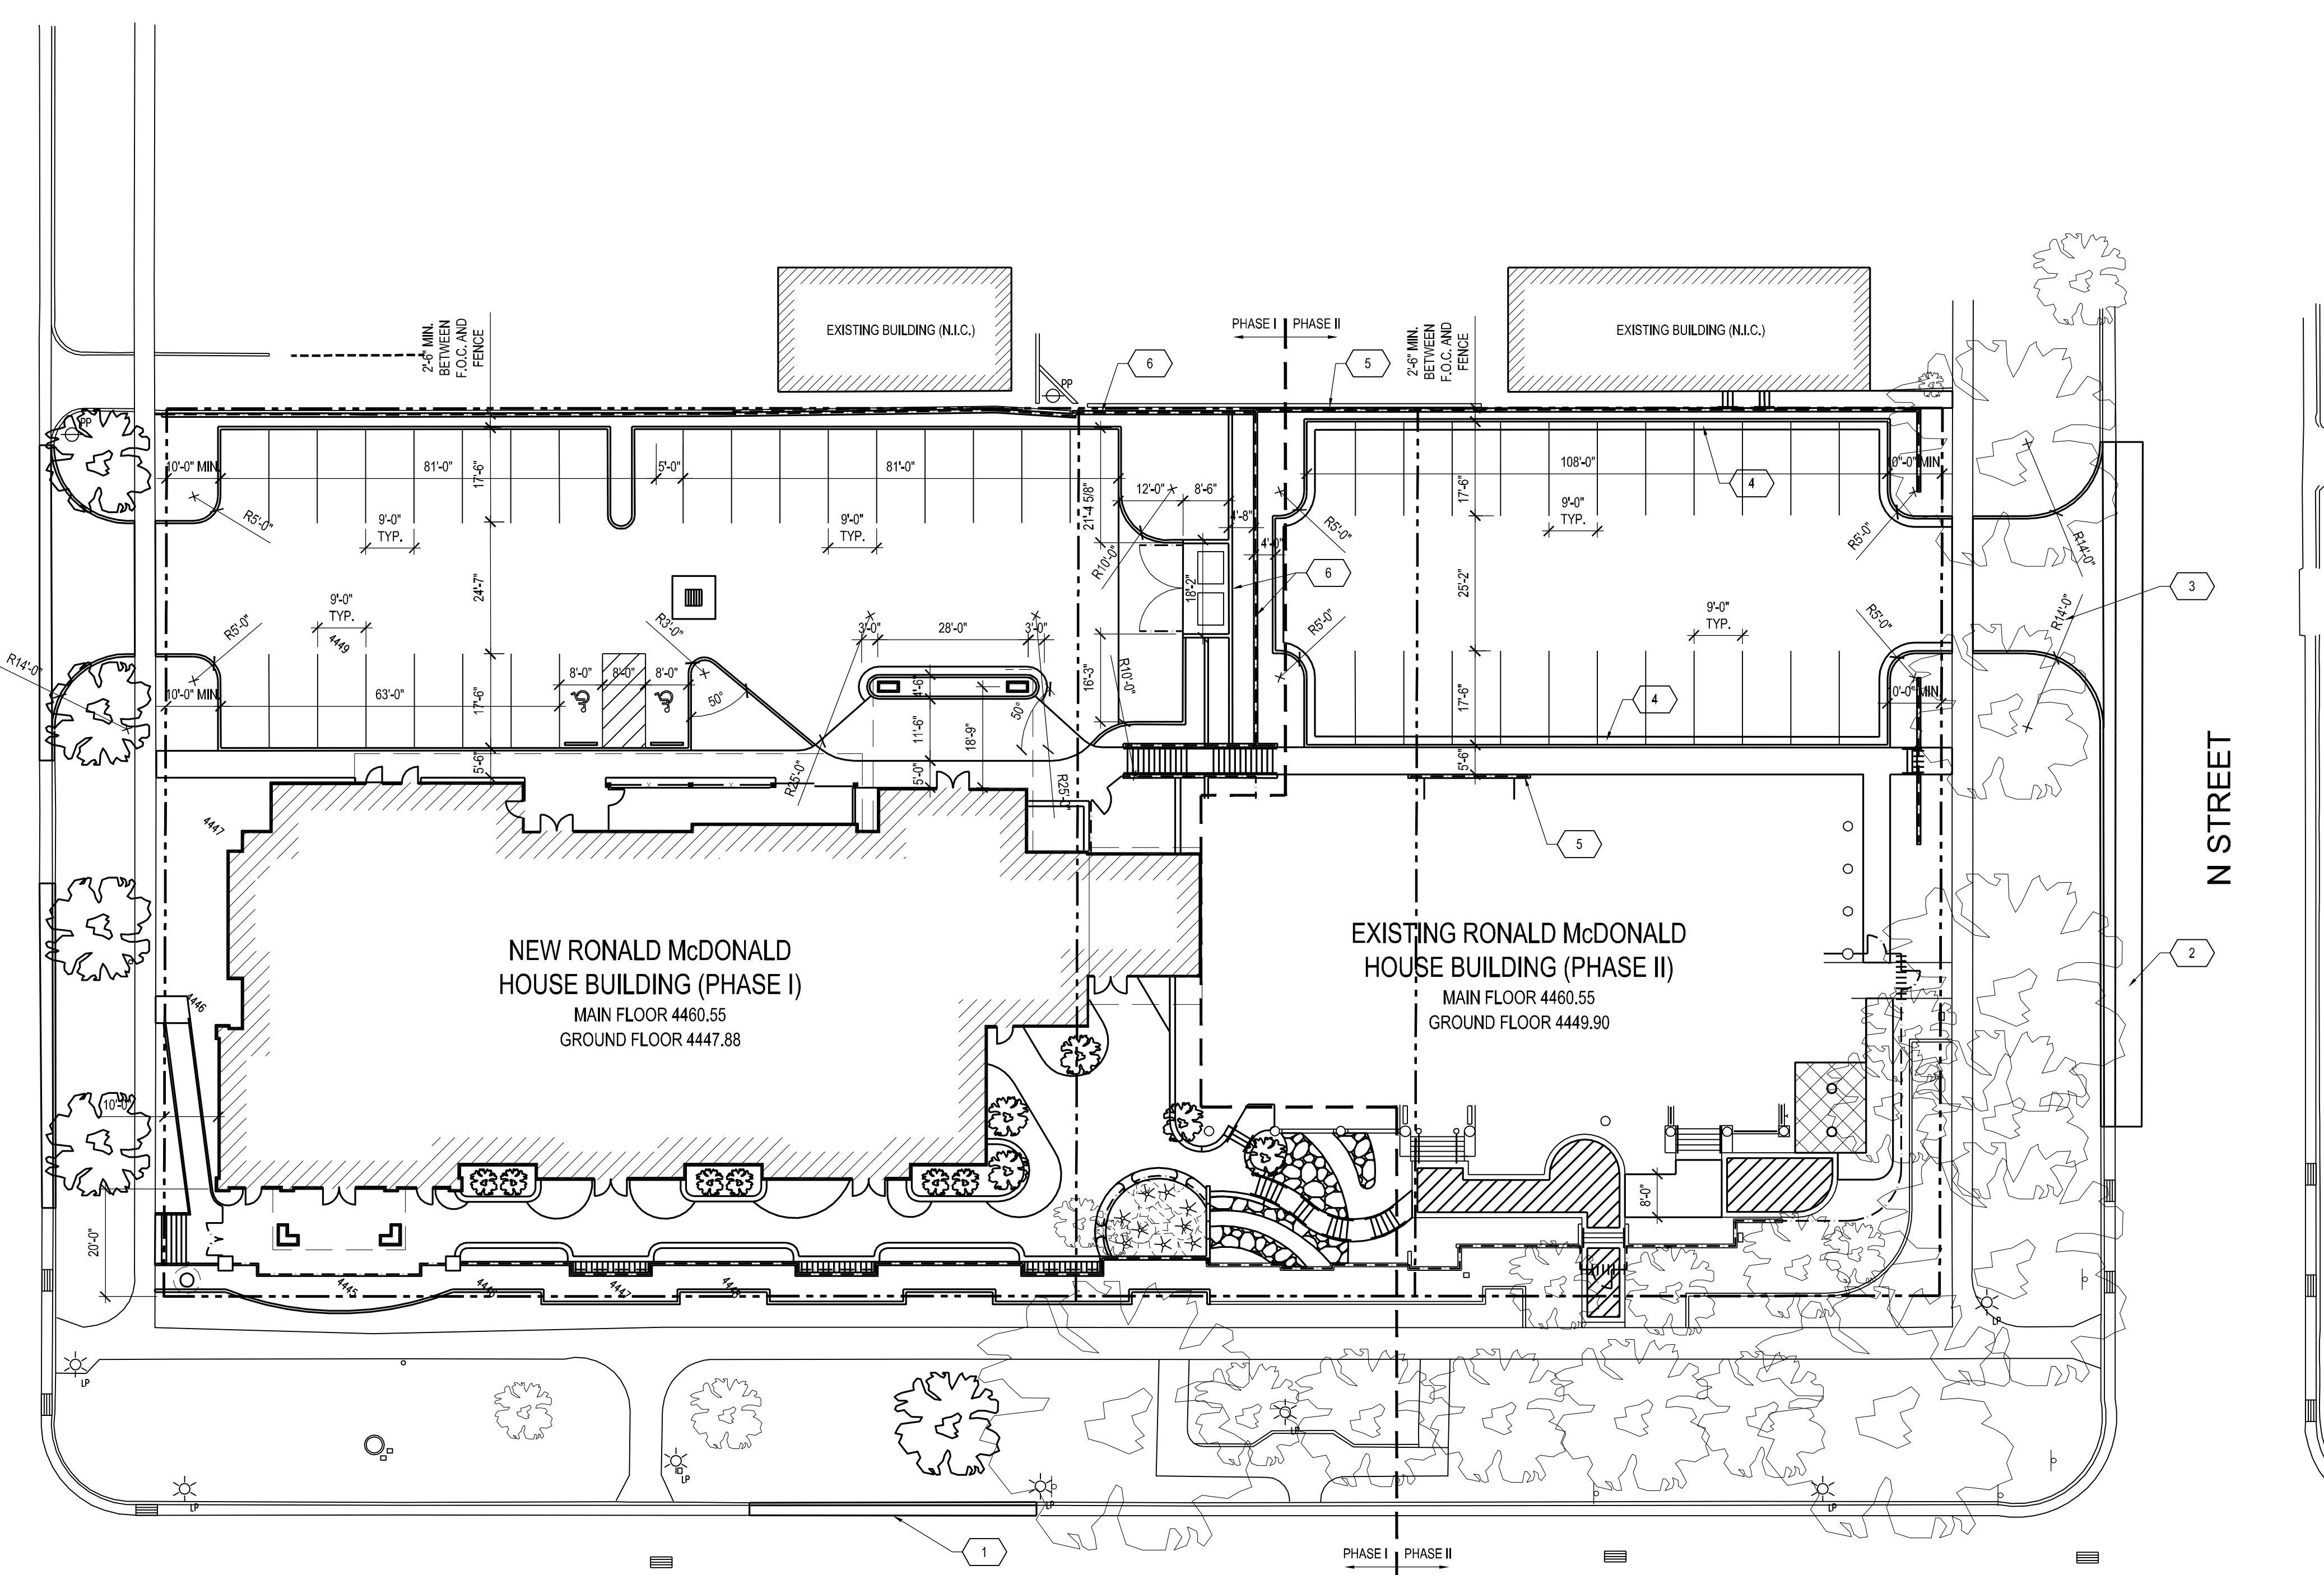 2'-6" MIN.
BETWEEN
F.O.C. AND
FENCE
EXISTING BUILDING (N.I.C.)
PHASE I
PHASE II
2'-6" MIN.
BETWEEN
F.O.C. AND
FENCE
EXISTING BUILDING (N.I.C.)
6
5
PP
PP
10'-0" MIN.
81'-0"
17'-6"
5'-0"
81'-0"
12'-0"
8'-6"
21'-4 5/8"
4'-8"
4'-0"
108'-0"
17'-6"
4
R5'-0"
9'-0"
TYP.
9'-0"
TYP.
R10'-0"
R5'-0"
9'-0"
TYP.
R5'-0"
R14'-0"
24'-7"
18'-2"
6
25'-2"
3
9'-0"
TYP.
4449
R5'-0"
R3'-0"
3'-0"
28'-0"
3'-0"
R5'-0"
9'-0"
TYP.
R5'-0"
R14'-0"
R14'-0"
10'-0" MIN.
63'-0"
17'-6"
8'-0"
8'-0"
8'-0"
50°
4'-6"
11'-6"
18'-9"
50°
16'-3"
R10'-0"
17'-6"
4
5'-6"
R25'-0"
5'-0"
R25'-0"
5'-6"
5
4447
N STREET
NEW RONALD McDONALD
HOUSE BUILDING (PHASE I)
MAIN FLOOR 4460.55
GROUND FLOOR 4447.88
EXISTING RONALD McDONALD
HOUSE BUILDING (PHASE II)
MAIN FLOOR 4460.55
GROUND FLOOR 4449.90
2
4446
10'-0"
20'-0"
8'-0"
4445
4447
LP
LP
LP
LP
LP
LP
LP
1
PHASE I
PHASE II